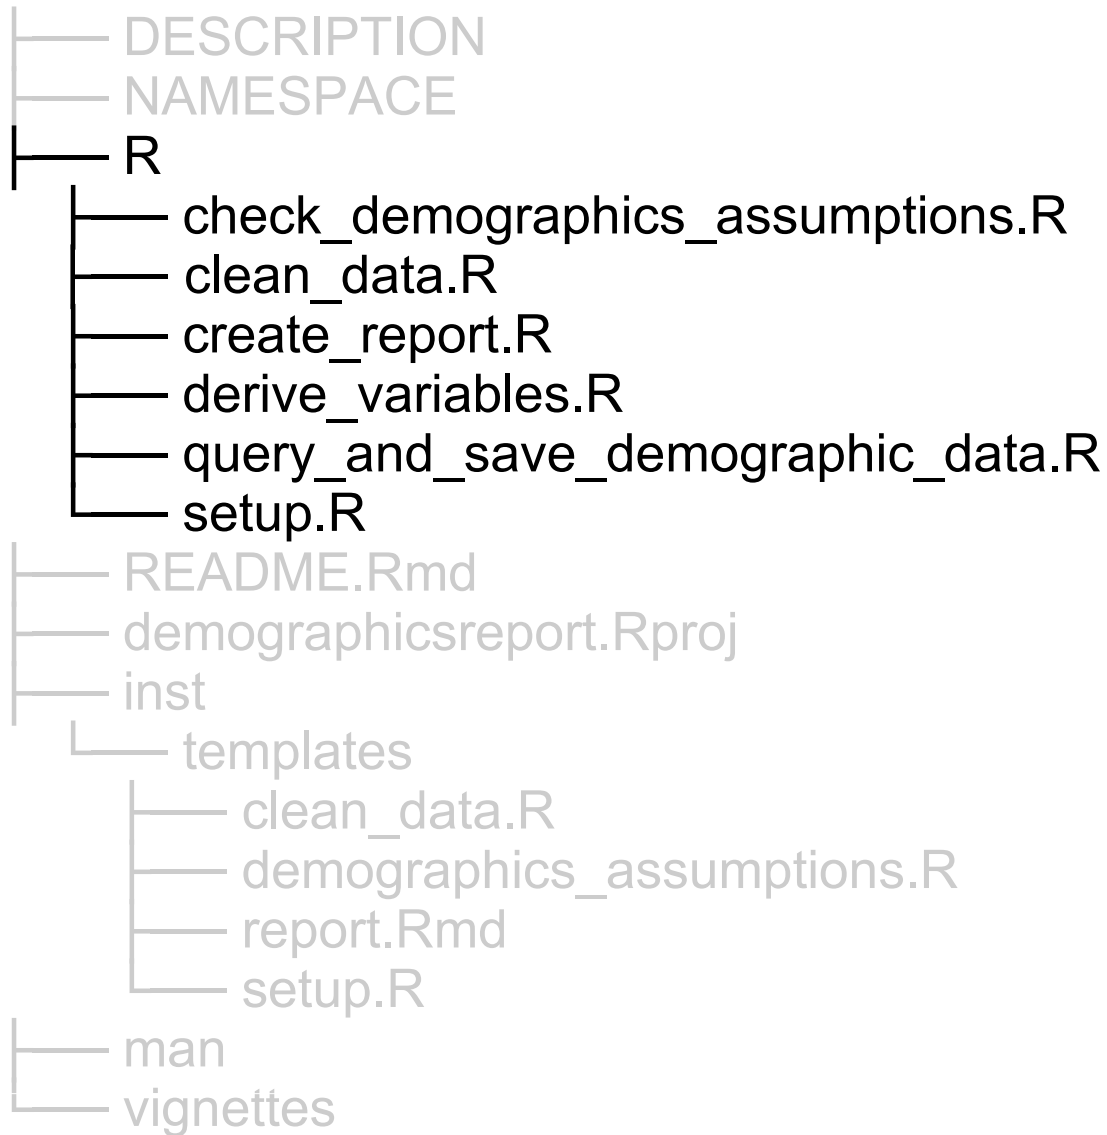 DESCRIPTION
NAMESPACE
R
check_demographics_assumptions.R
clean_data.R
create_report.R
derive_variables.R
query_and_save_demographic_data.R
setup.R
README.Rmd
demographicsreport.Rproj
inst
templates
clean_data.R
demographics_assumptions.R
report.Rmd
setup.R
man
vignettes